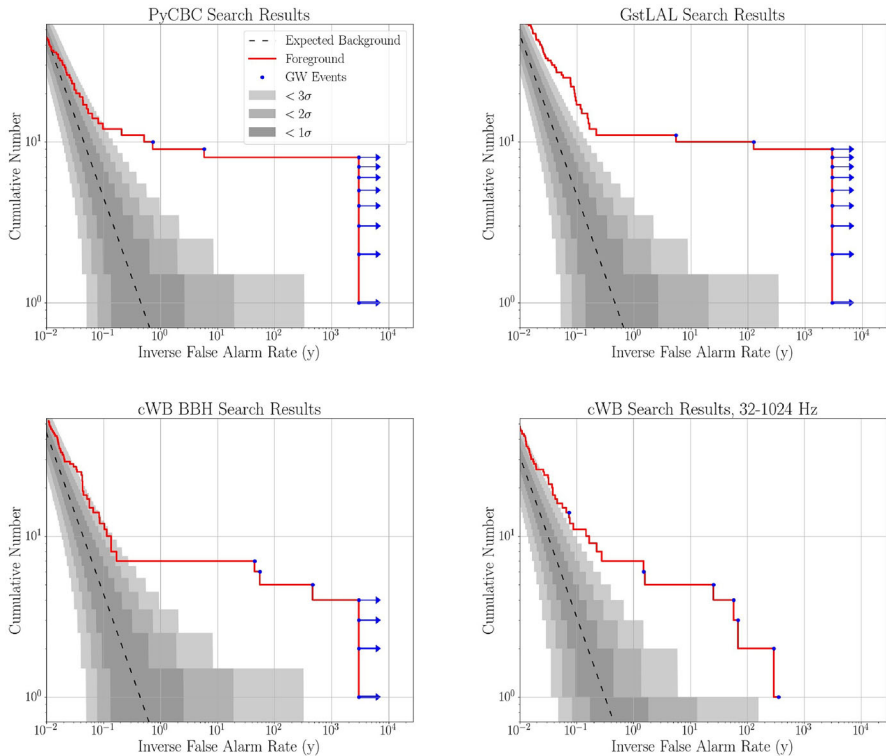 PyCBC Search Results
Cumulative Number
10^1
10^0
Expected Background
Foreground
GW Events
< 3σ
< 2σ
< 1σ
10^−2 10^−1 10^0 10^1 10^2 10^3 10^4
Inverse False Alarm Rate (y)
GstLAL Search Results
Cumulative Number
10^1
10^0
10^−2 10^−1 10^0 10^1 10^2 10^3 10^4
Inverse False Alarm Rate (y)
cWB BBH Search Results
Cumulative Number
10^1
10^0
10^−2 10^−1 10^0 10^1 10^2 10^3 10^4
Inverse False Alarm Rate (y)
cWB Search Results, 32-1024 Hz
Cumulative Number
10^1
10^0
10^−2 10^−1 10^0 10^1 10^2 10^3 10^4
Inverse False Alarm Rate (y)